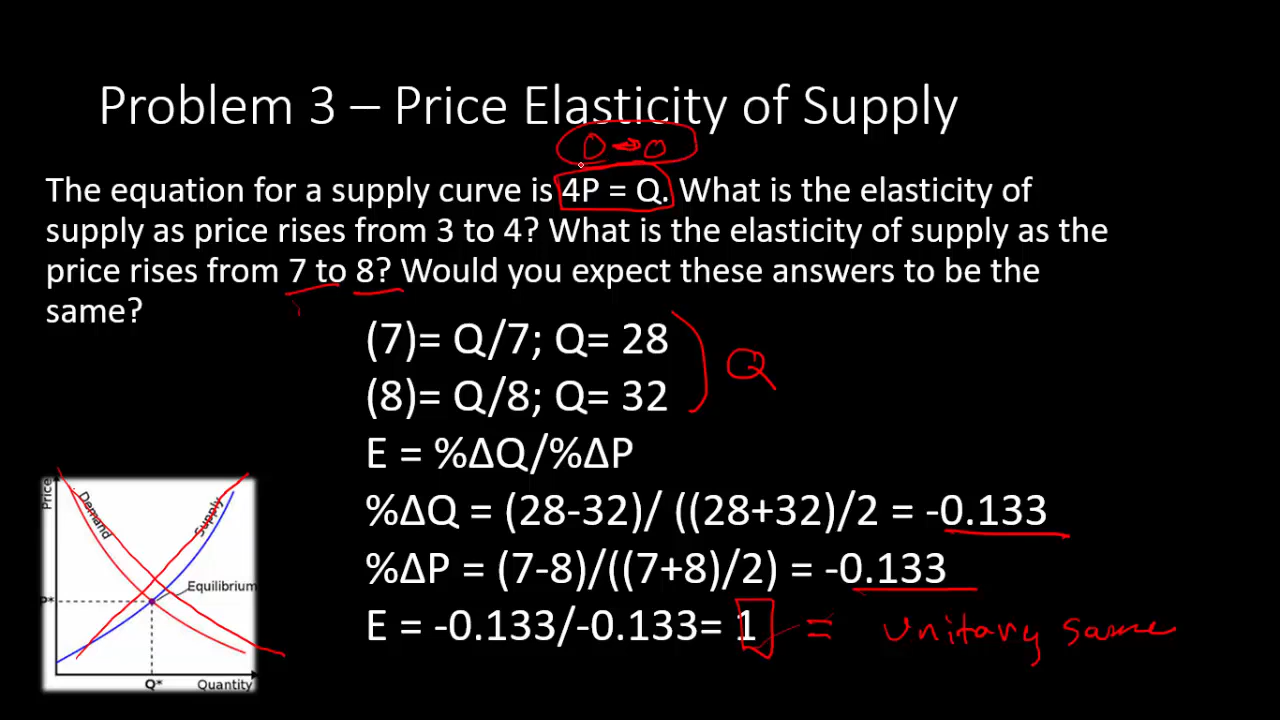 Problem 3 – Price Elasticity of Supply
0 0
The equation for a supply curve is 4P = Q. What is the elasticity of
supply as price rises from 3 to 4? What is the elasticity of supply as the
price rises from 7 to 8? Would you expect these answers to be the
same?
(7)= Q/7; Q= 28
(8)= Q/8; Q= 32
Q
E = %ΔQ/%ΔP
%ΔQ = (28-32)/ ((28+32)/2 = -0.133
%ΔP = (7-8)/((7+8)/2) = -0.133
E = -0.133/-0.133= 1 = unitary same
Price
Demand
Supply
Equilibrium
P*
Q*
Quantity